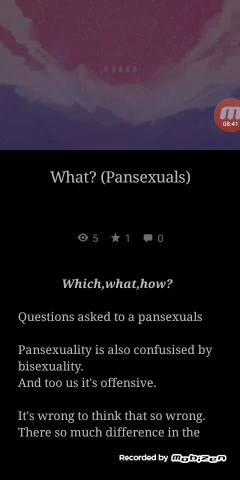 08:41
What? (Pansexuals)
5 1 0
Which,what,how?
Questions asked to a pansexuals
Pansexuality is also confusised by
bisexuality.
And too us it's offensive.
It's wrong to think that so wrong.
There so much difference in the
Recorded by mobizen